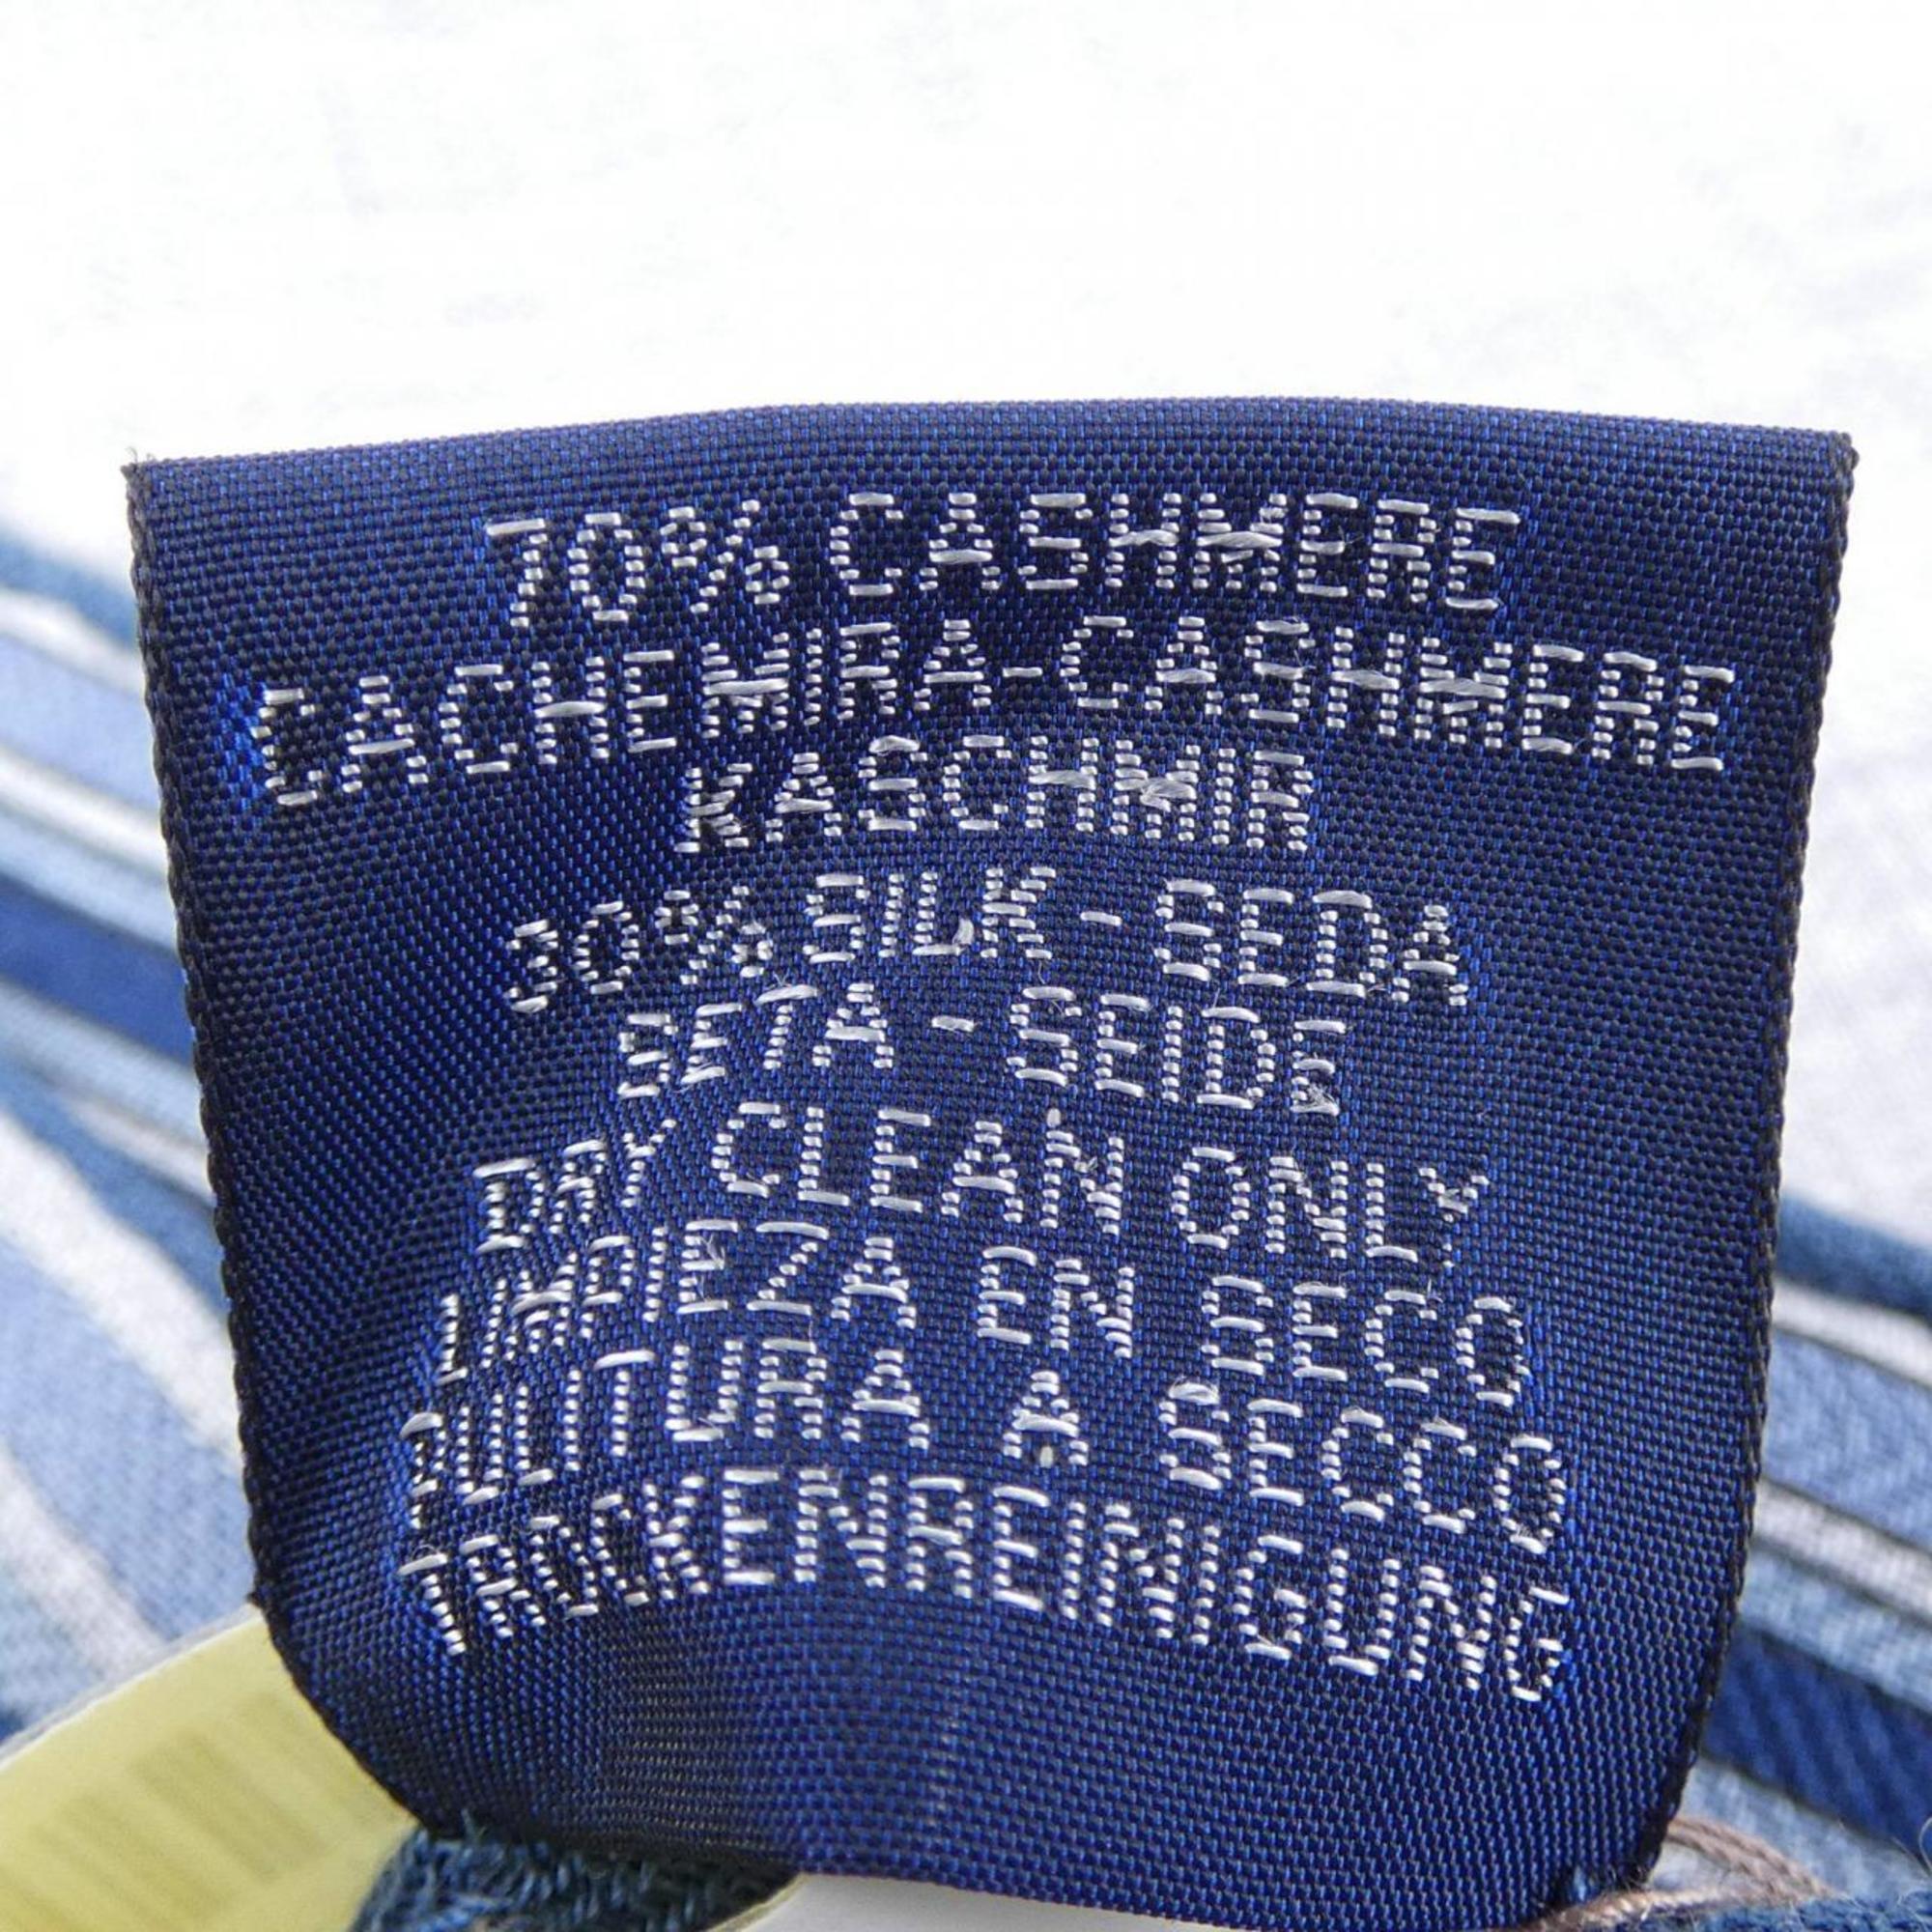 70% CASHMERE
CACHEMIRA-CASHMERE
KASCHMIR
30% SILK - SEDA
SETA - SEIDE
DRY CLEAN ONLY
LIMPIEZA EN SECO
PULITURA A SECCO
TROCKENREINIGUNG